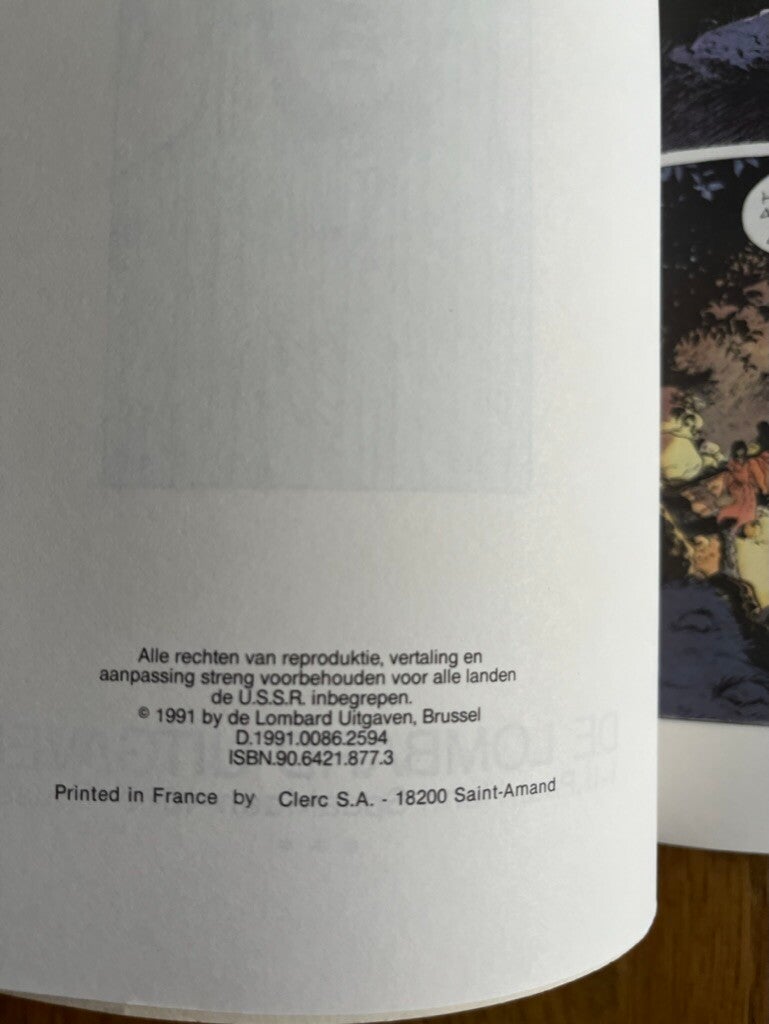 Alle rechten van reproduktie, vertaling en
aanpassing streng voorbehouden voor alle landen
de U.S.S.R. inbegrepen.
© 1991 by de Lombard Uitgaven, Brussel
D.1991.0086.2594
ISBN.90.6421.877.3
Printed in France by Clerc S.A. - 18200 Saint-Amand